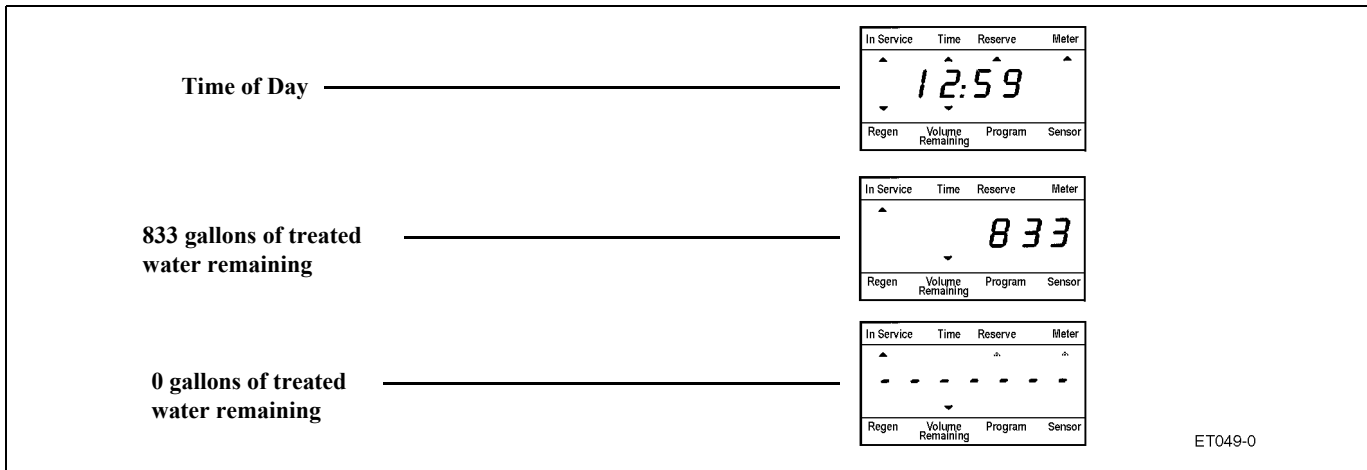 In Service Time Reserve Meter
Time of Day
12:59
Regen Volume Remaining Program Sensor
In Service Time Reserve Meter
833 gallons of treated
water remaining
833
Regen Volume Remaining Program Sensor
In Service Time Reserve Meter
0 gallons of treated
water remaining
- - - - - - -
Regen Volume Remaining Program Sensor
ET049-0